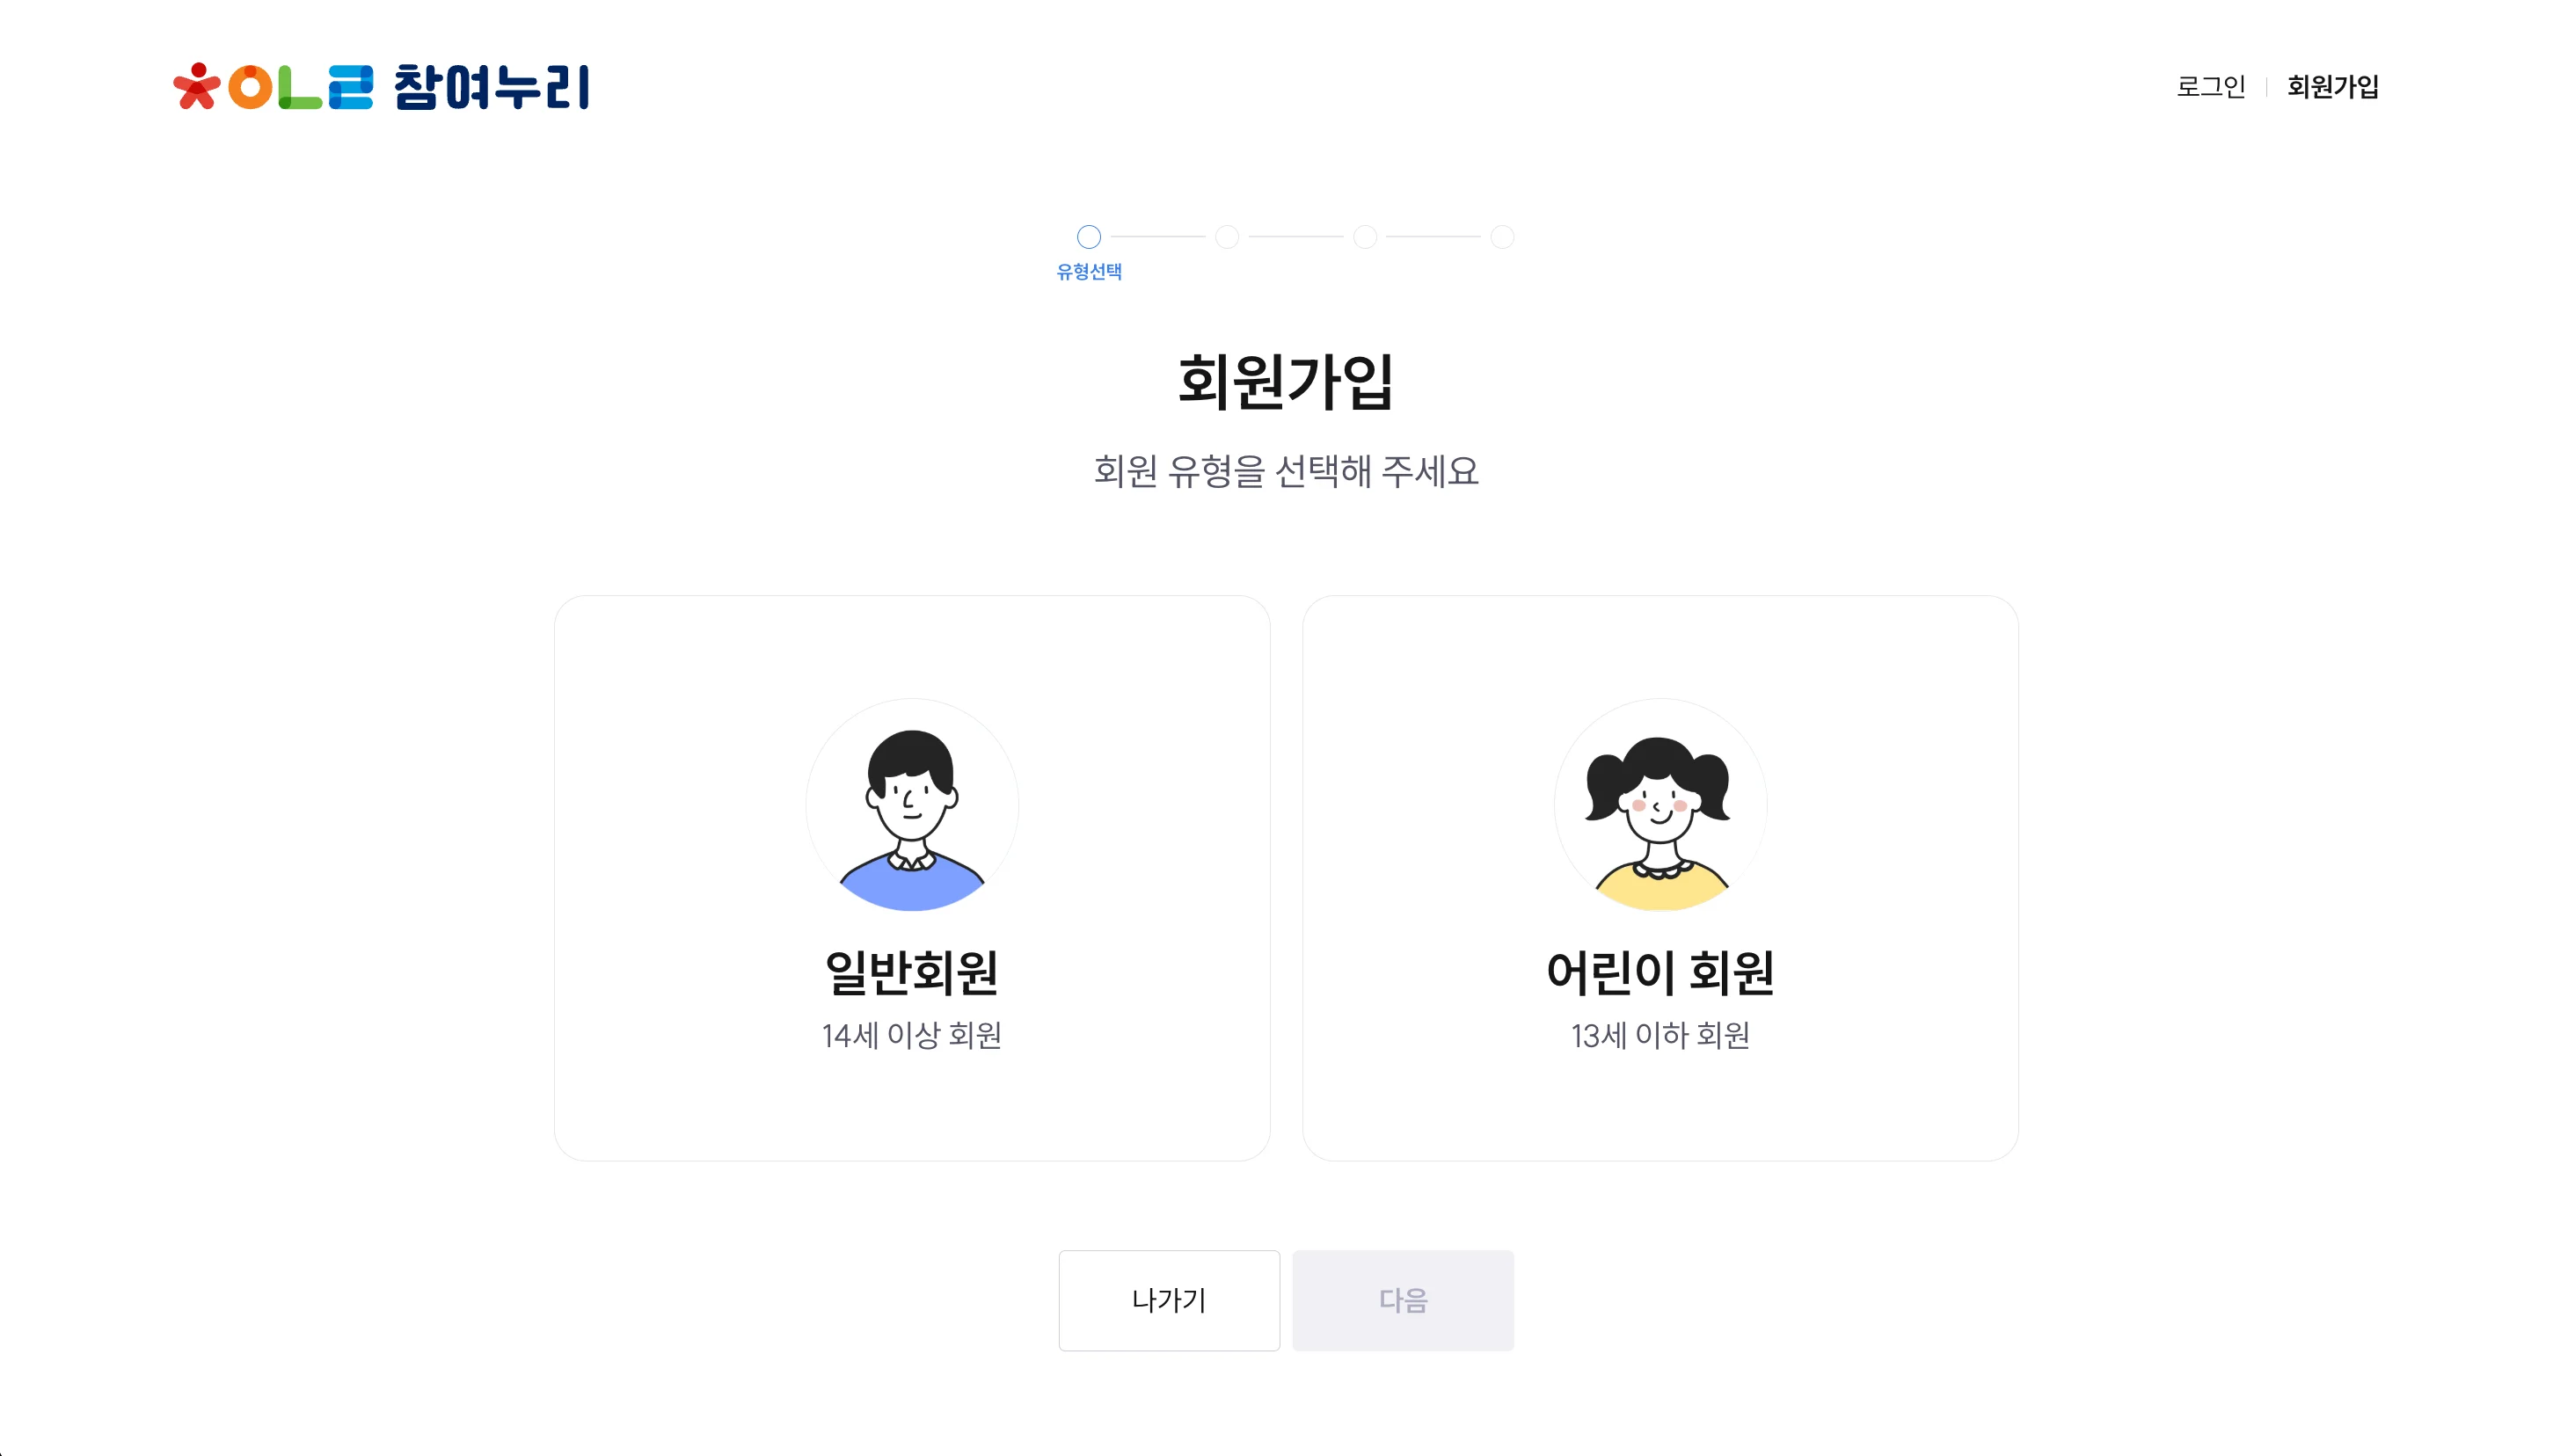 참여누리
로그인
회원가입
유형선택
회원가입
회원 유형을 선택해 주세요
일반회원
14세 이상 회원
어린이 회원
13세 이하 회원
나가기
다음